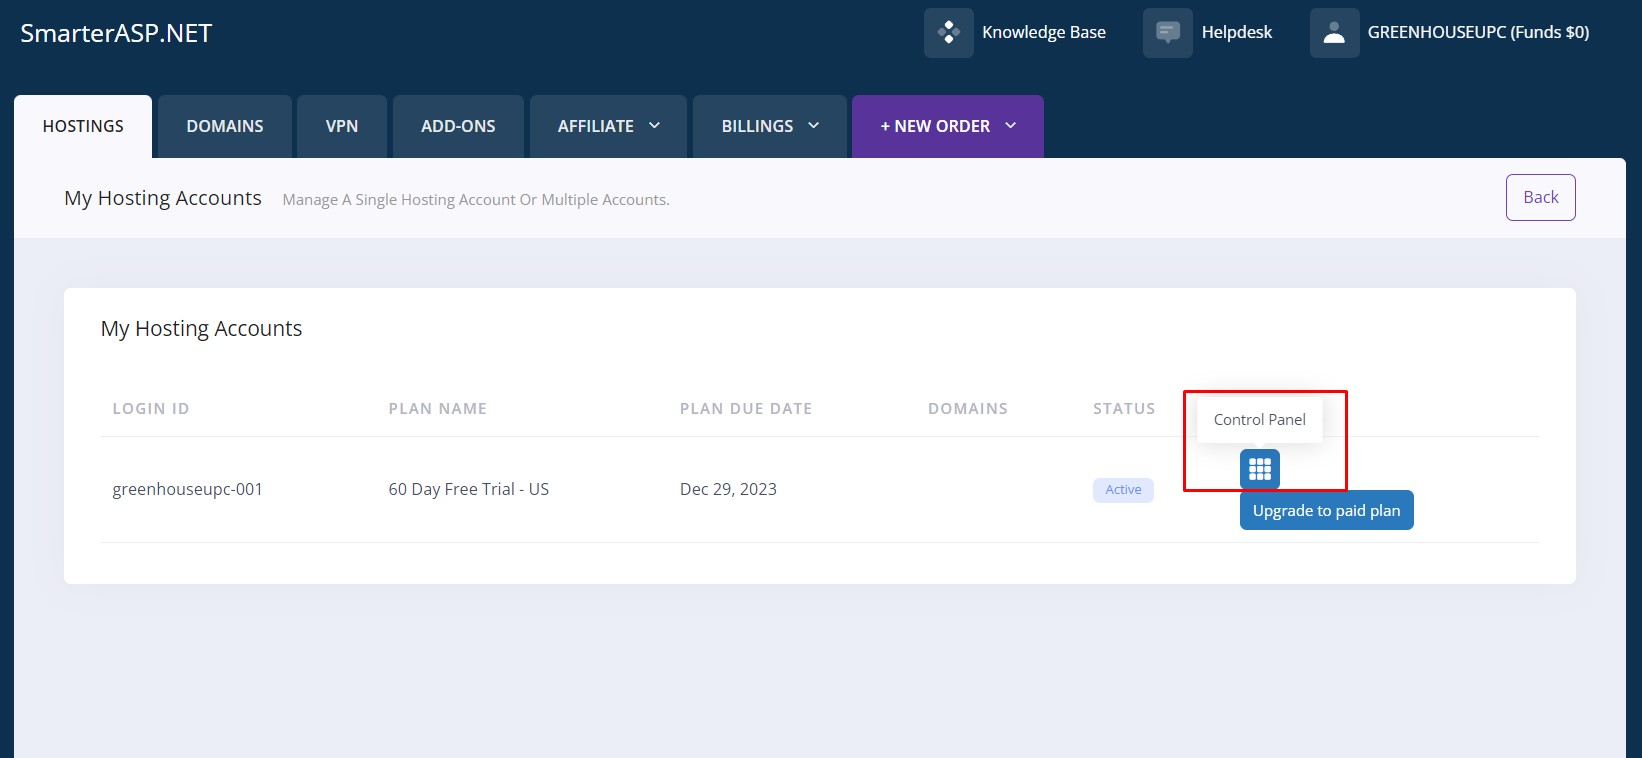 SmarterASP.NET
Knowledge Base
Helpdesk
GREENHOUSEUPC (Funds $0)
HOSTINGS
DOMAINS
VPN
ADD-ONS
AFFILIATE
BILLINGS
+ NEW ORDER
My Hosting Accounts
Manage A Single Hosting Account Or Multiple Accounts.
Back
My Hosting Accounts
LOGIN ID
PLAN NAME
PLAN DUE DATE
DOMAINS
STATUS
Control Panel
greenhouseupc-001
60 Day Free Trial - US
Dec 29, 2023
Active
Upgrade to paid plan